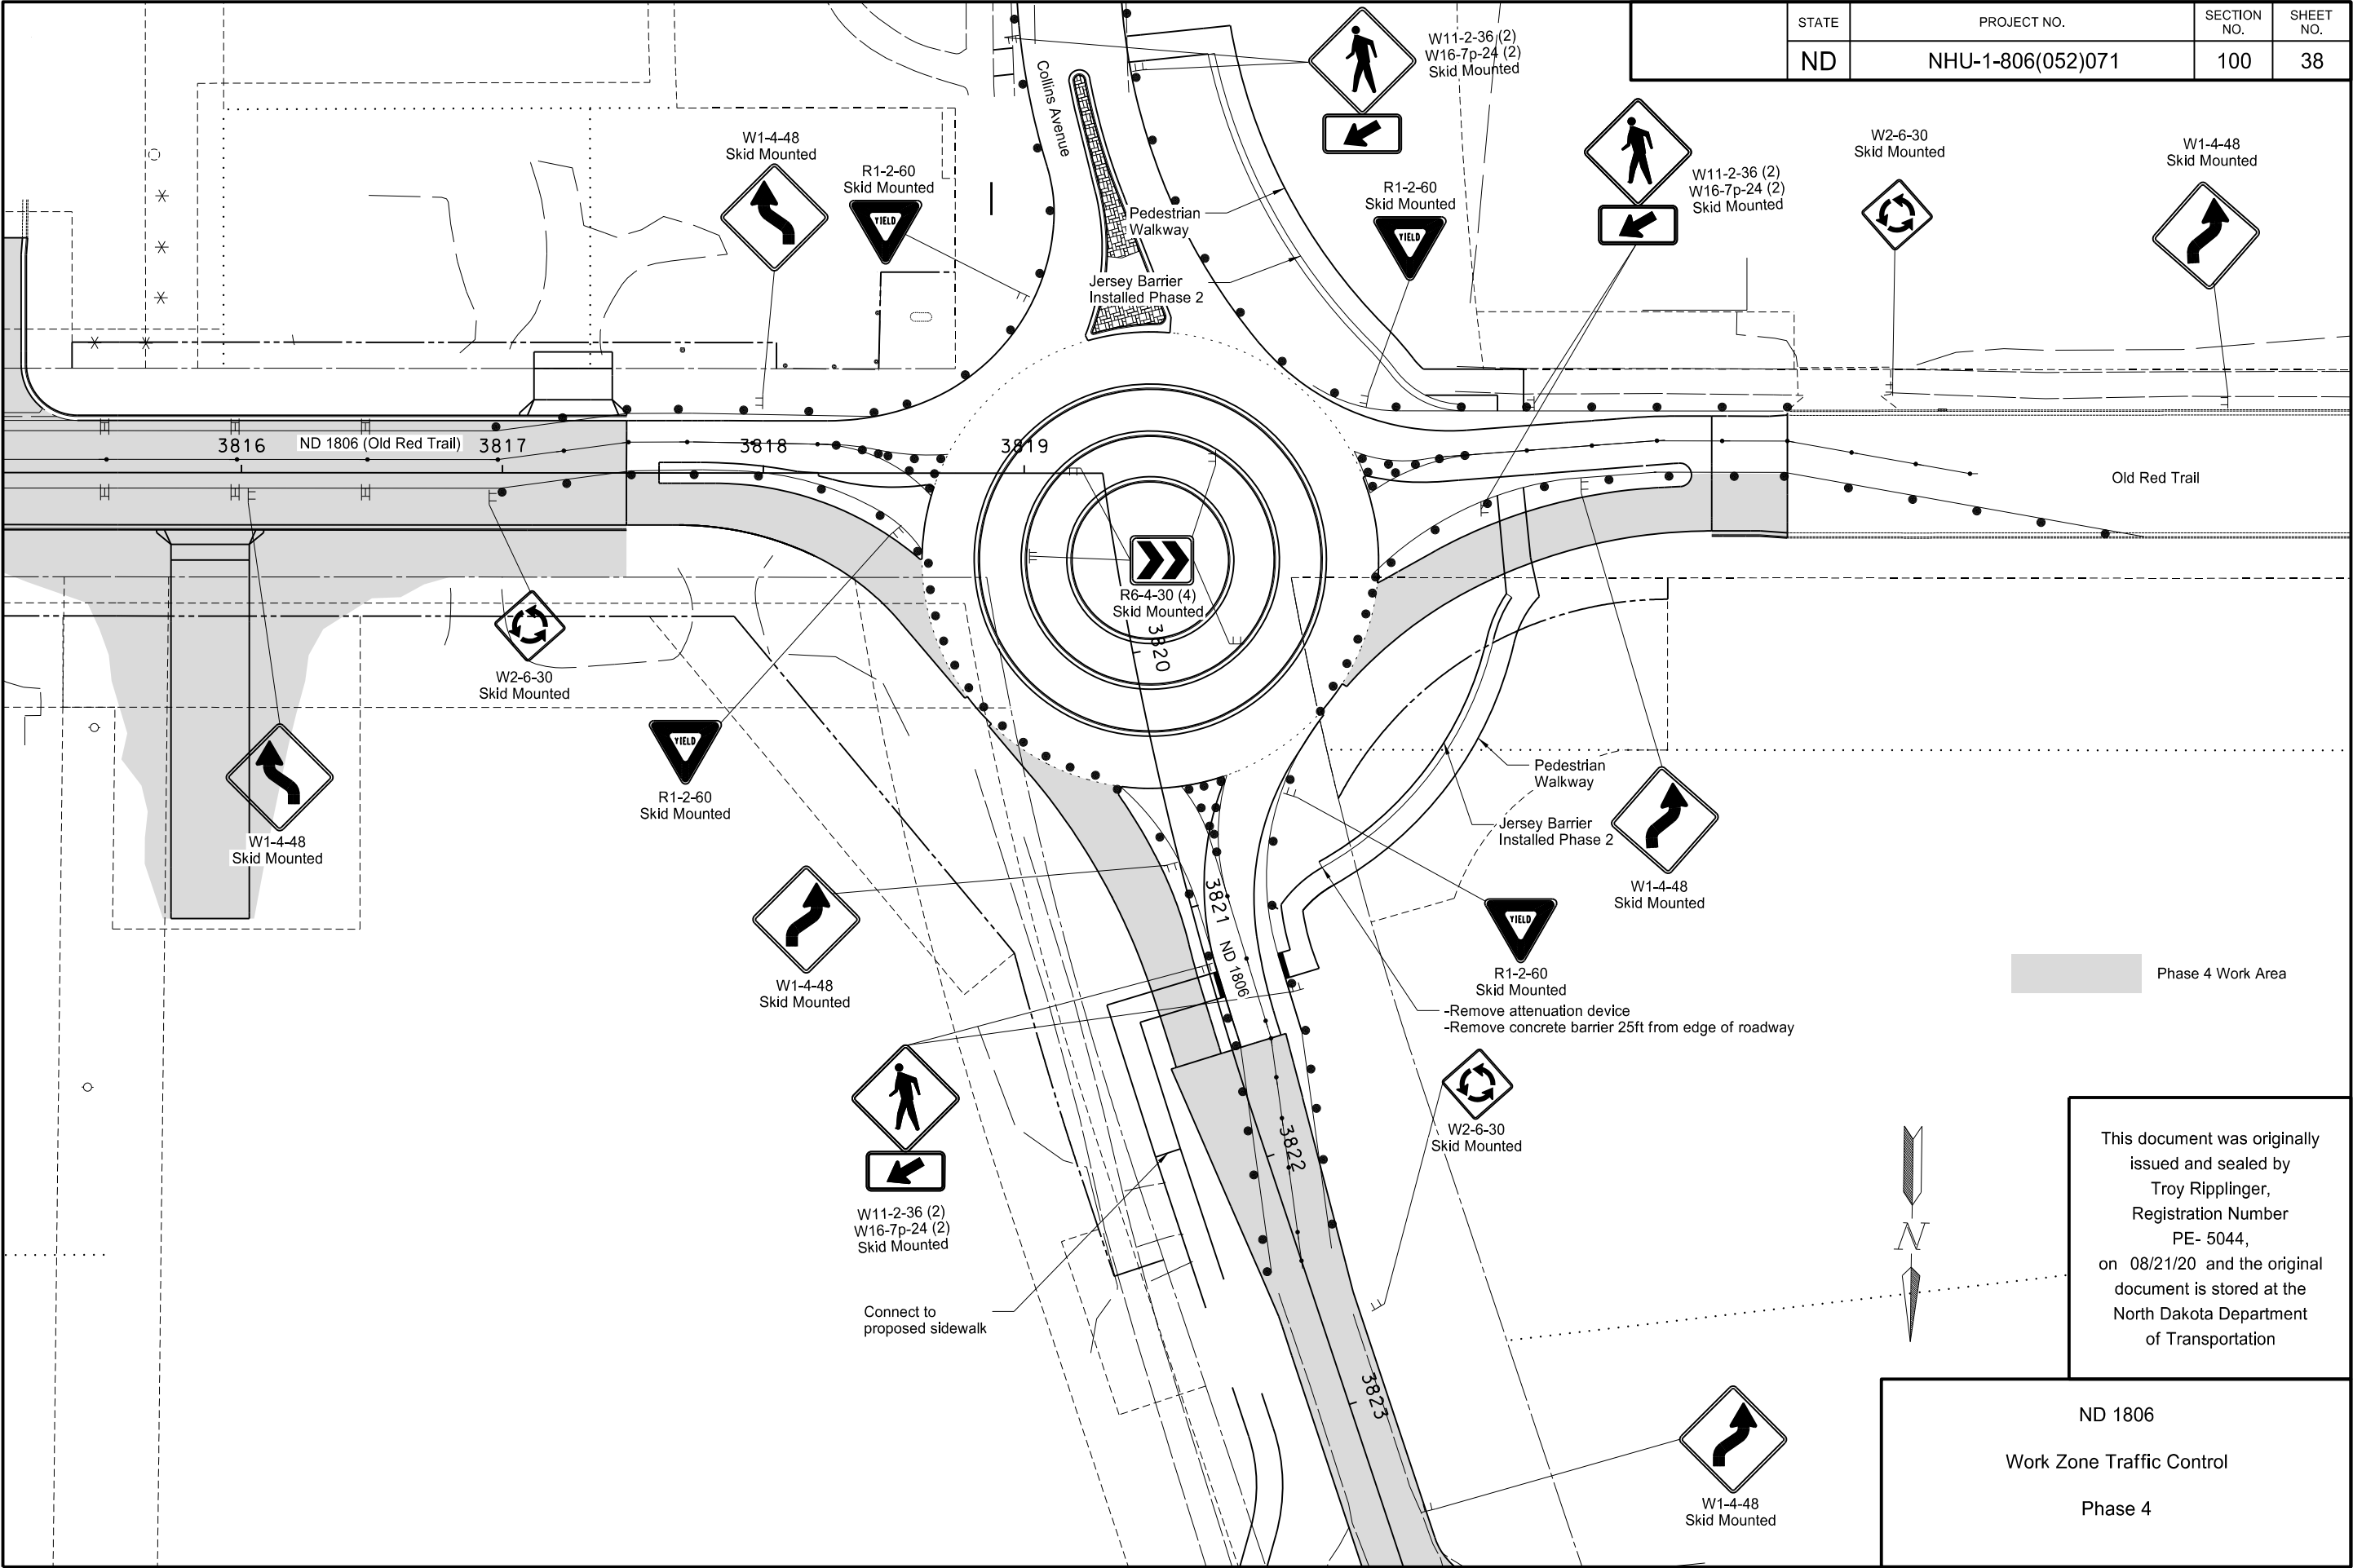 STATE
PROJECT NO.
SECTION
NO.
SHEET
NO.
ND
NHU-1-806(052)071
100
38
W11-2-36 (2)
W16-7p-24 (2)
Skid Mounted
Collins Avenue
W1-4-48
Skid Mounted
R1-2-60
Skid Mounted
YIELD
Pedestrian
Walkway
Jersey Barrier
Installed Phase 2
R1-2-60
Skid Mounted
YIELD
W11-2-36 (2)
W16-7p-24 (2)
Skid Mounted
W2-6-30
Skid Mounted
W1-4-48
Skid Mounted
3816
ND 1806 (Old Red Trail)
3817
3818
3819
Old Red Trail
R6-4-30 (4)
Skid Mounted
3820
W2-6-30
Skid Mounted
YIELD
R1-2-60
Skid Mounted
W1-4-48
Skid Mounted
Pedestrian
Walkway
Jersey Barrier
Installed Phase 2
W1-4-48
Skid Mounted
3821
ND 1806
YIELD
R1-2-60
Skid Mounted
-Remove attenuation device
-Remove concrete barrier 25ft from edge of roadway
W1-4-48
Skid Mounted
Phase 4 Work Area
W2-6-30
Skid Mounted
3822
W11-2-36 (2)
W16-7p-24 (2)
Skid Mounted
Connect to
proposed sidewalk
3823
N
This document was originally
issued and sealed by
Troy Ripplinger,
Registration Number
PE- 5044,
on 08/21/20 and the original
document is stored at the
North Dakota Department
of Transportation
W1-4-48
Skid Mounted
ND 1806
Work Zone Traffic Control
Phase 4